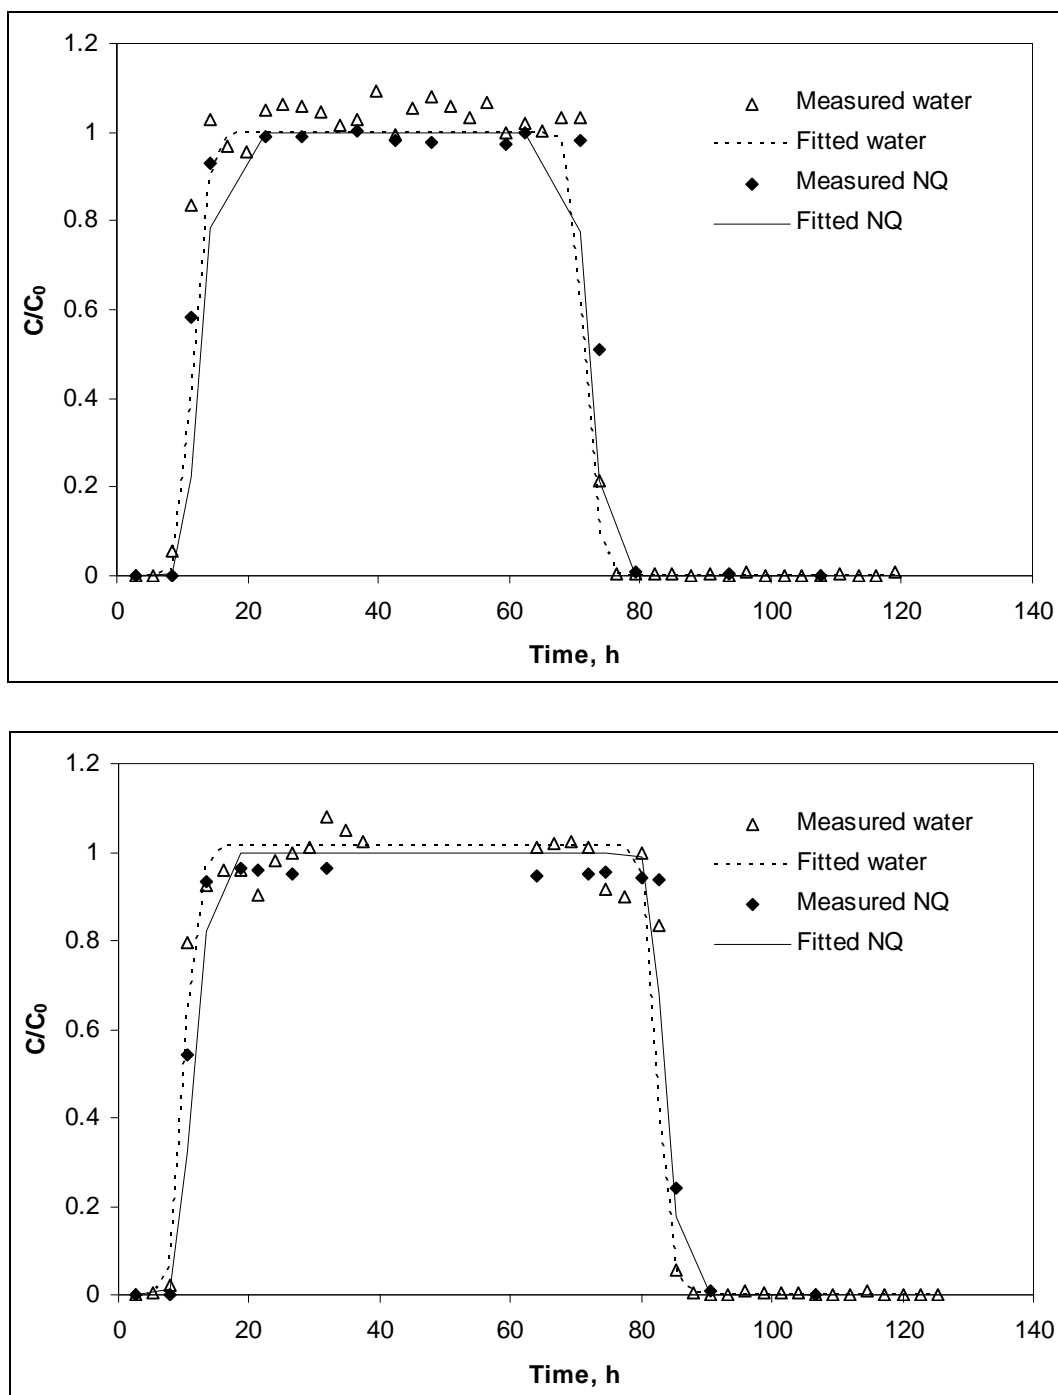 1.2
1
0.8
0.6
0.4
0.2
0
C/C₀
Measured water
Fitted water
Measured NQ
Fitted NQ
0 20 40 60 80 100 120 140
Time, h
1.2
1
0.8
0.6
0.4
0.2
0
C/C₀
Measured water
Fitted water
Measured NQ
Fitted NQ
0 20 40 60 80 100 120 140
Time, h